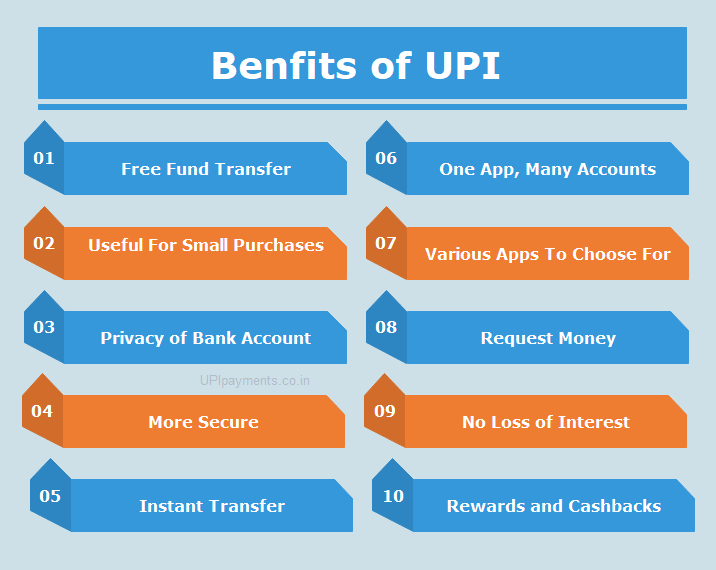 Benfits of UPI
01
Free Fund Transfer
02
Useful For Small Purchases
03
Privacy of Bank Account
UPIpayments.co.in
04
More Secure
05
Instant Transfer
06
One App, Many Accounts
07
Various Apps To Choose For
08
Request Money
09
No Loss of Interest
10
Rewards and Cashbacks